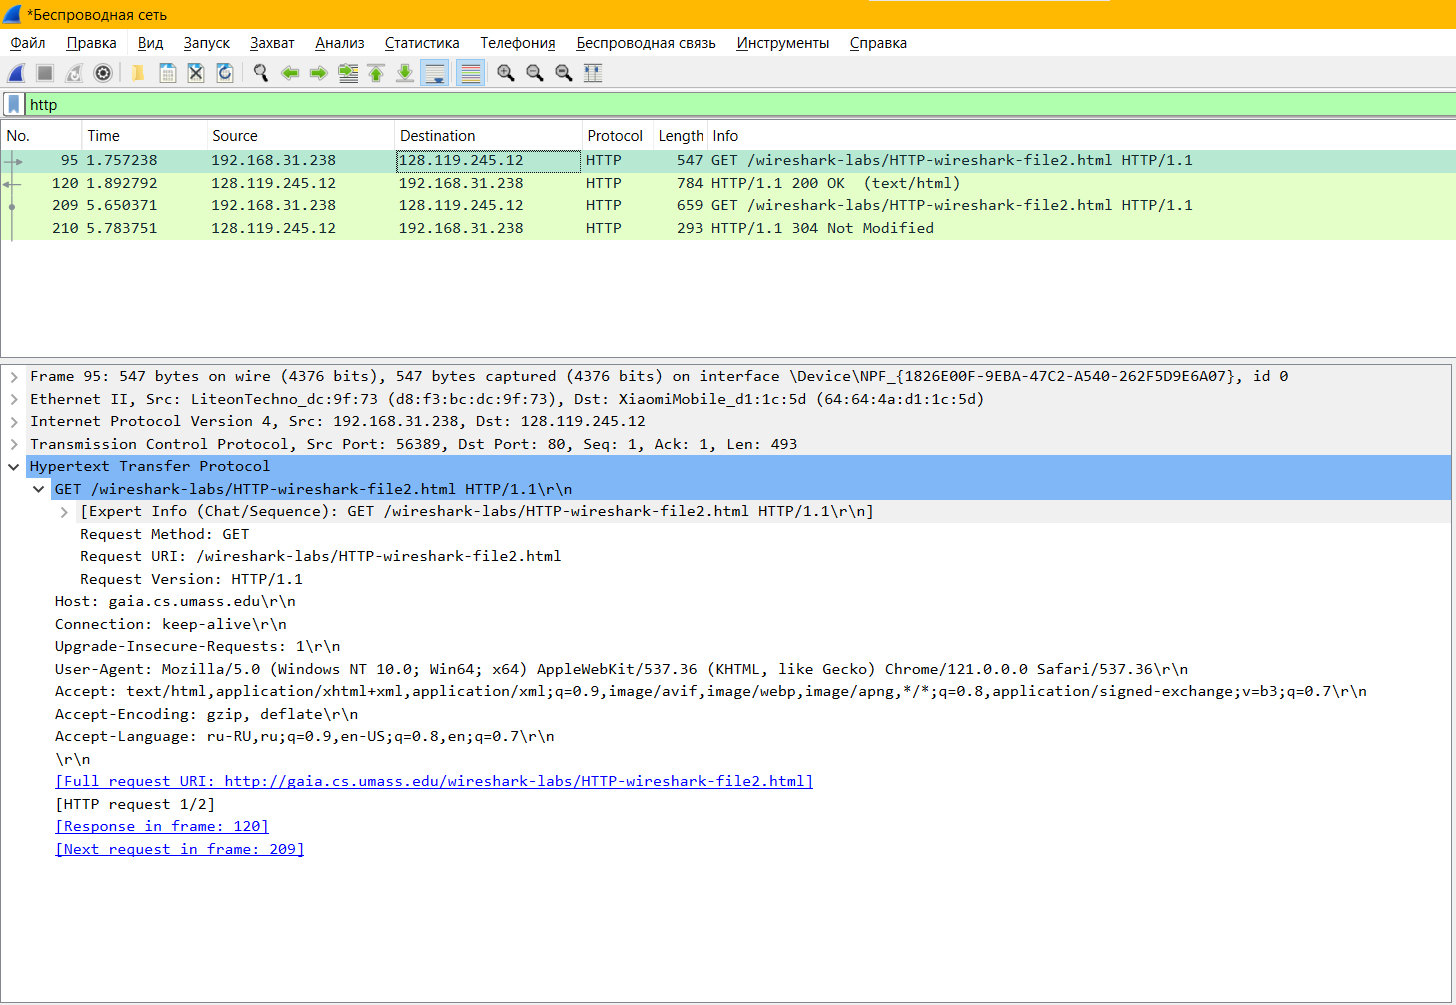 *Беспроводная сеть
Файл Правка Вид Запуск Захват Анализ Статистика Телефония Беспроводная связь Инструменты Справка
http
No. Time Source Destination Protocol Length Info
95 1.757238 192.168.31.238 128.119.245.12 HTTP 547 GET /wireshark-labs/HTTP-wireshark-file2.html HTTP/1.1
120 1.892792 128.119.245.12 192.168.31.238 HTTP 784 HTTP/1.1 200 OK (text/html)
209 5.650371 192.168.31.238 128.119.245.12 HTTP 659 GET /wireshark-labs/HTTP-wireshark-file2.html HTTP/1.1
210 5.783751 128.119.245.12 192.168.31.238 HTTP 293 HTTP/1.1 304 Not Modified
Frame 95: 547 bytes on wire (4376 bits), 547 bytes captured (4376 bits) on interface \Device\NPF_{1826E00F-9EBA-47C2-A540-262F5D9E6A07}, id 0
Ethernet II, Src: LiteonTechno_dc:9f:73 (d8:f3:bc:dc:9f:73), Dst: XiaomiMobile_d1:1c:5d (64:64:4a:d1:1c:5d)
Internet Protocol Version 4, Src: 192.168.31.238, Dst: 128.119.245.12
Transmission Control Protocol, Src Port: 56389, Dst Port: 80, Seq: 1, Ack: 1, Len: 493
Hypertext Transfer Protocol
GET /wireshark-labs/HTTP-wireshark-file2.html HTTP/1.1\r\n
[Expert Info (Chat/Sequence): GET /wireshark-labs/HTTP-wireshark-file2.html HTTP/1.1\r\n]
Request Method: GET
Request URI: /wireshark-labs/HTTP-wireshark-file2.html
Request Version: HTTP/1.1
Host: gaia.cs.umass.edu\r\n
Connection: keep-alive\r\n
Upgrade-Insecure-Requests: 1\r\n
User-Agent: Mozilla/5.0 (Windows NT 10.0; Win64; x64) AppleWebKit/537.36 (KHTML, like Gecko) Chrome/121.0.0.0 Safari/537.36\r\n
Accept: text/html,application/xhtml+xml,application/xml;q=0.9,image/avif,image/webp,image/apng,*/*;q=0.8,application/signed-exchange;v=b3;q=0.7\r\n
Accept-Encoding: gzip, deflate\r\n
Accept-Language: ru-RU,ru;q=0.9,en-US;q=0.8,en;q=0.7\r\n
\r\n
[Full request URI: http://gaia.cs.umass.edu/wireshark-labs/HTTP-wireshark-file2.html]
[HTTP request 1/2]
[Response in frame: 120]
[Next request in frame: 209]